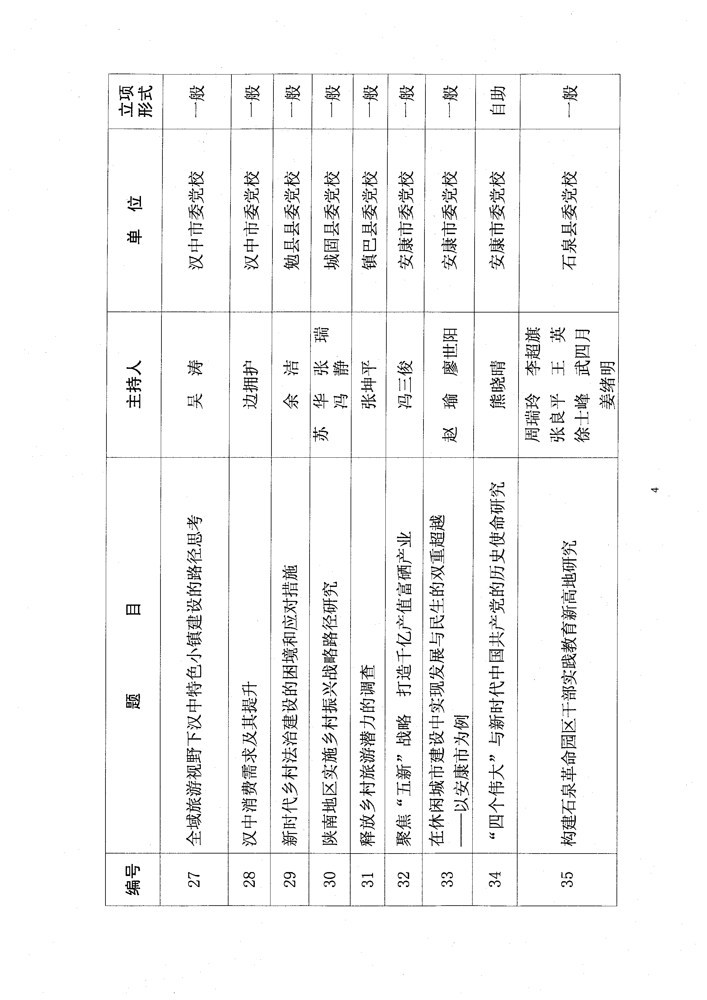 编号 题 目 主持人 单 位 立项形式
27 全域旅游视野下汉中特色小镇建设的路径思考 吴 涛 汉中市委党校 一般
28 汉中消费需求及其提升 边拥护 汉中市委党校 一般
29 新时代乡村法治建设的困境和应对措施 余 洁 勉县县委党校 一般
30 陕南地区实施乡村振兴战略路径研究 苏 华 张 瑞 城固县委党校 一般
冯 静
31 释放乡村旅游潜力的调查 张坤平 镇巴县委党校 一般
32 聚焦“五新”战略 打造千亿产值富硒产业 冯三俊 安康市委党校 一般
33 在休闲城市建设中实现发展与民生的双重超越 赵 瑜 廖世阳 安康市委党校 一般
——以安康市为例
34 “四个伟大”与新时代中国共产党的历史使命研究 熊晓晴 安康市委党校 自助
35 构建石泉革命园区干部实践教育新高地研究 周瑞玲 李超旗 石泉县委党校 一般
张良平 王 英
徐士峰 武四月
姜绪明
4